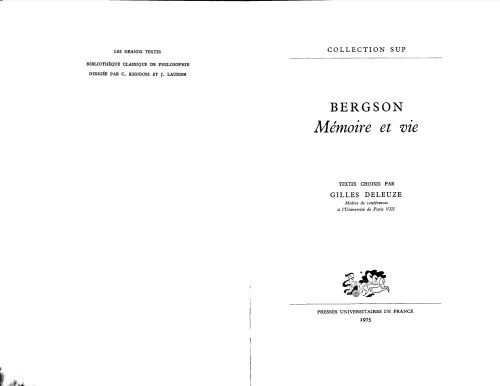 LES GRANDS TEXTES
BIBLIOTHÈQUE CLASSIQUE DE PHILOSOPHIE
DIRIGÉE PAR C. KHODOSS ET J. LAUBIER
COLLECTION SUP
BERGSON
Mémoire et vie
TEXTES CHOISIS PAR
GILLES DELEUZE
Maître de conférences
à l'Université de Paris VIII
PRESSES UNIVERSITAIRES DE FRANCE
1975